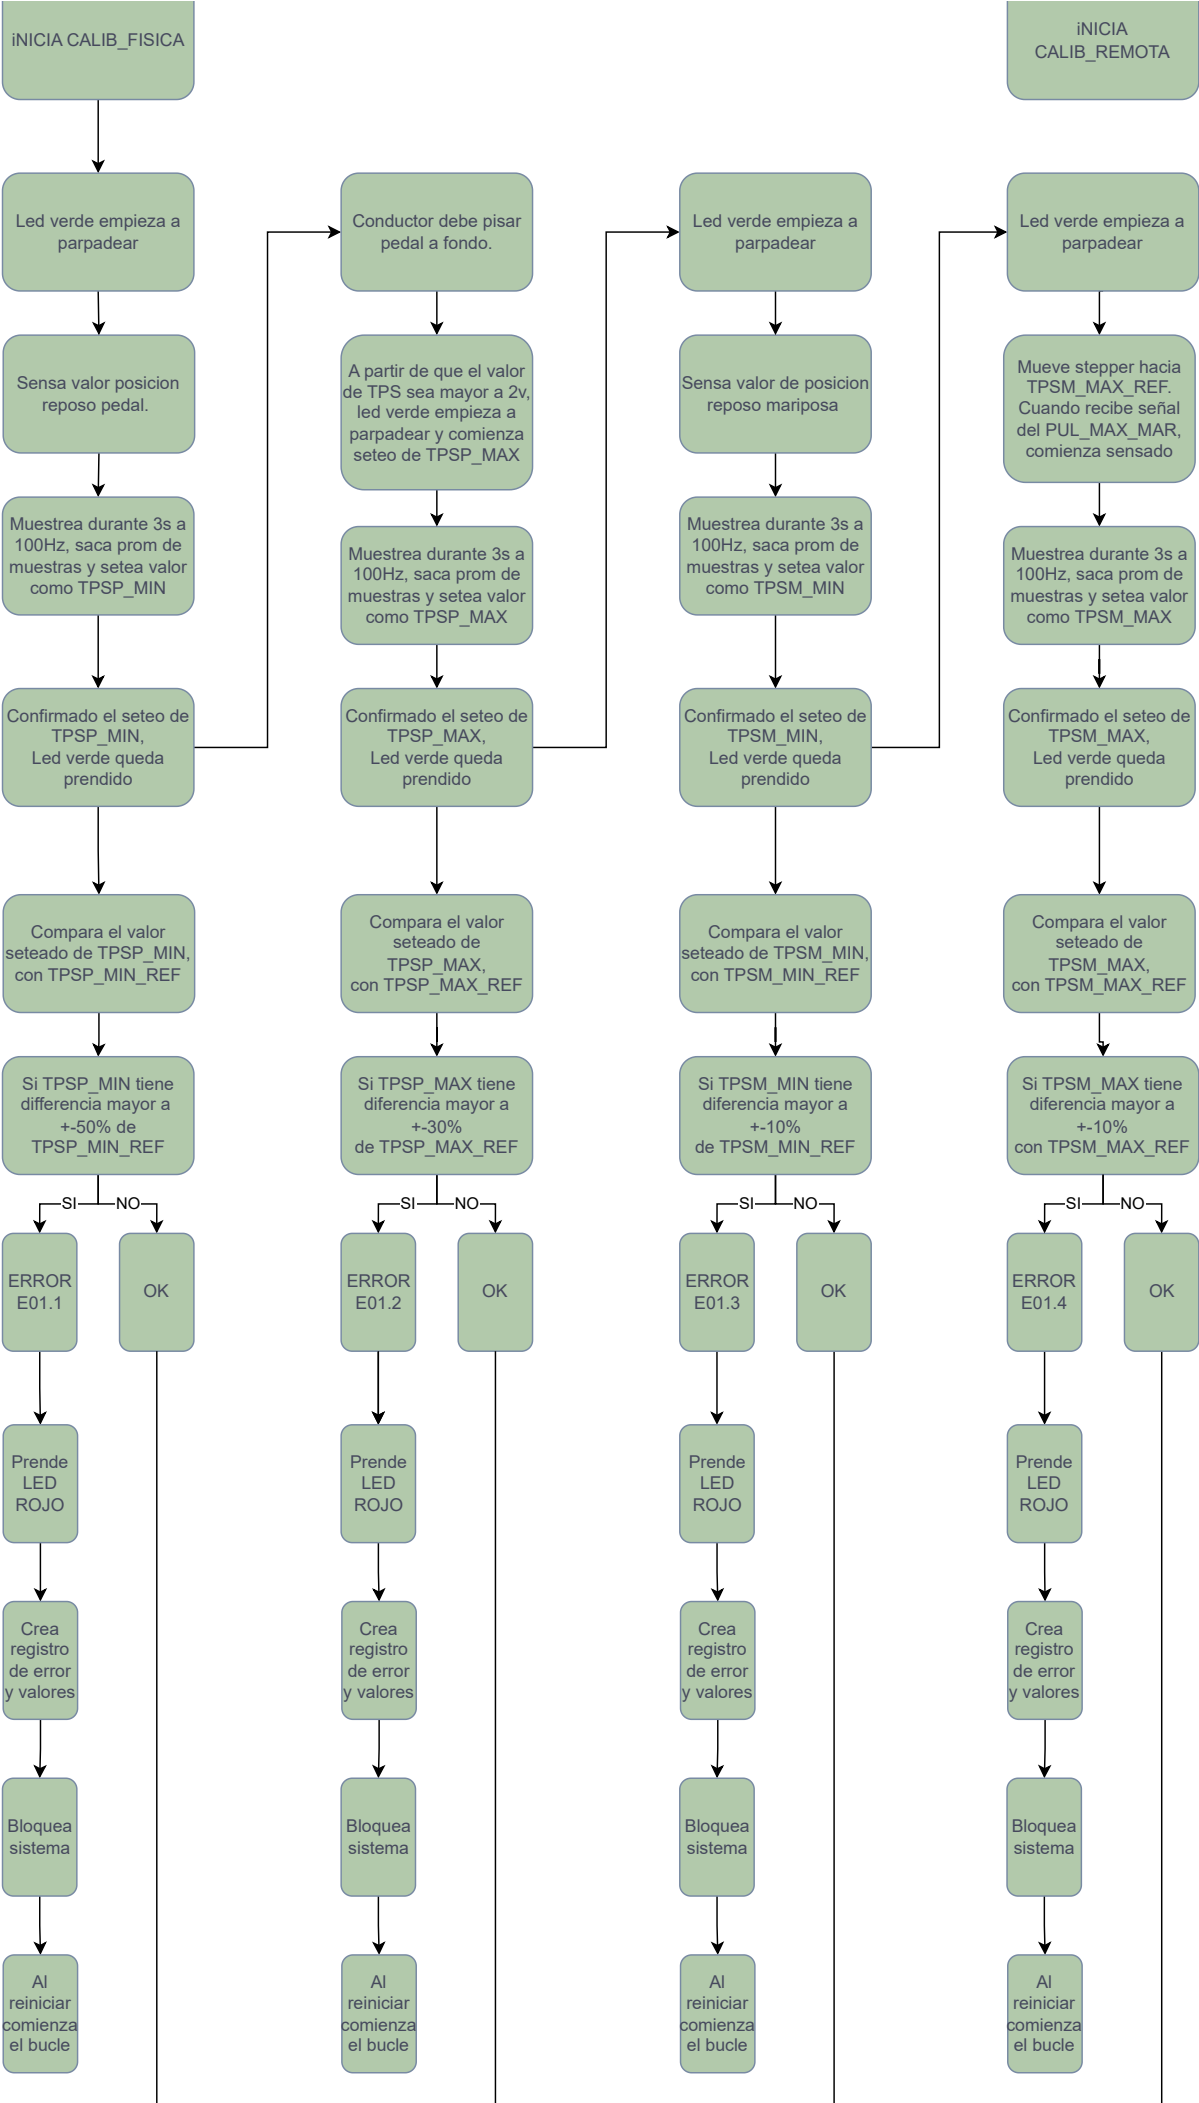 iNICIA CALIB_FISICA
iNICIA
CALIB_REMOTA
Led verde empieza a
parpadear
Sensa valor posicion
reposo pedal.
Muestrea durante 3s a
100Hz, saca prom de
muestras y setea valor
como TPSP_MIN
Confirmado el seteo de
TPSP_MIN,
Led verde queda
prendido
Compara el valor
seteado de TPSP_MIN,
con TPSP_MIN_REF
Si TPSP_MIN tiene
differencia mayor a
+-50% de
TPSP_MIN_REF
SI
NO
ERROR
E01.1
OK
Prende
LED
ROJO
Crea
registro
de error
y valores
Bloquea
sistema
Al
reiniciar
comienza
el bucle
Conductor debe pisar
pedal a fondo.
A partir de que el valor
de TPS sea mayor a 2v,
led verde empieza a
parpadear y comienza
seteo de TPSP_MAX
Muestrea durante 3s a
100Hz, saca prom de
muestras y setea valor
como TPSP_MAX
Confirmado el seteo de
TPSP_MAX,
Led verde queda
prendido
Compara el valor
seteado de
TPSP_MAX,
con TPSP_MAX_REF
Si TPSP_MAX tiene
diferencia mayor a
+-30%
de TPSP_MAX_REF
SI
NO
ERROR
E01.2
OK
Prende
LED
ROJO
Crea
registro
de error
y valores
Bloquea
sistema
Al
reiniciar
comienza
el bucle
Led verde empieza a
parpadear
Sensa valor de posicion
reposo mariposa
Muestrea durante 3s a
100Hz, saca prom de
muestras y setea valor
como TPSM_MIN
Confirmado el seteo de
TPSM_MIN,
Led verde queda
prendido
Compara el valor
seteado de TPSM_MIN,
con TPSM_MIN_REF
Si TPSM_MIN tiene
diferencia mayor a
+-10%
de TPSM_MIN_REF
SI
NO
ERROR
E01.3
OK
Prende
LED
ROJO
Crea
registro
de error
y valores
Bloquea
sistema
Al
reiniciar
comienza
el bucle
Led verde empieza a
parpadear
Mueve stepper hacia
TPSM_MAX_REF.
Cuando recibe señal
del PUL_MAX_MAR,
comienza sensado
Muestrea durante 3s a
100Hz, saca prom de
muestras y setea valor
como TPSM_MAX
Confirmado el seteo de
TPSM_MAX,
Led verde queda
prendido
Compara el valor
seteado de
TPSM_MAX,
con TPSM_MAX_REF
Si TPSM_MAX tiene
diferencia mayor a
+-10%
con TPSM_MAX_REF
SI
NO
ERROR
E01.4
OK
Prende
LED
ROJO
Crea
registro
de error
y valores
Bloquea
sistema
Al
reiniciar
comienza
el bucle